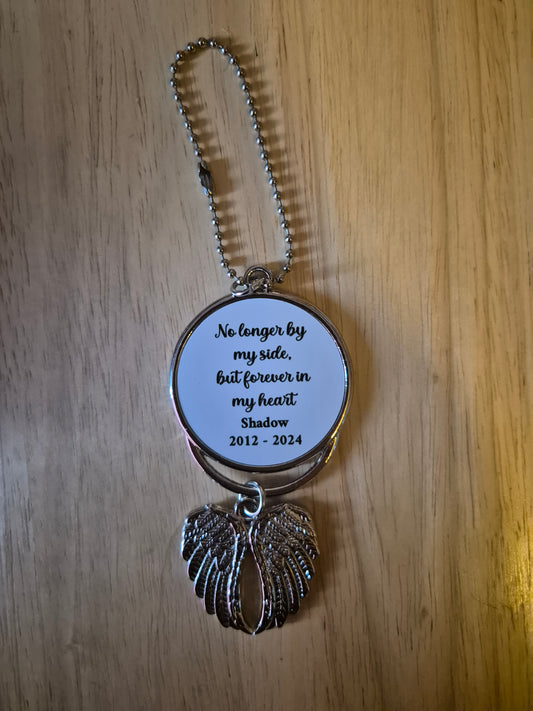 No longer by
my side,
but forever in
my heart
Shadow
2012 - 2024